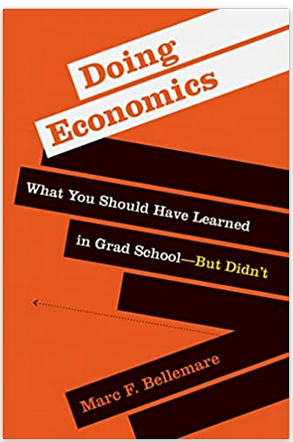 Doing
Economics
What You Should Have Learned
in Grad School—But Didn't
Marc F. Bellemare